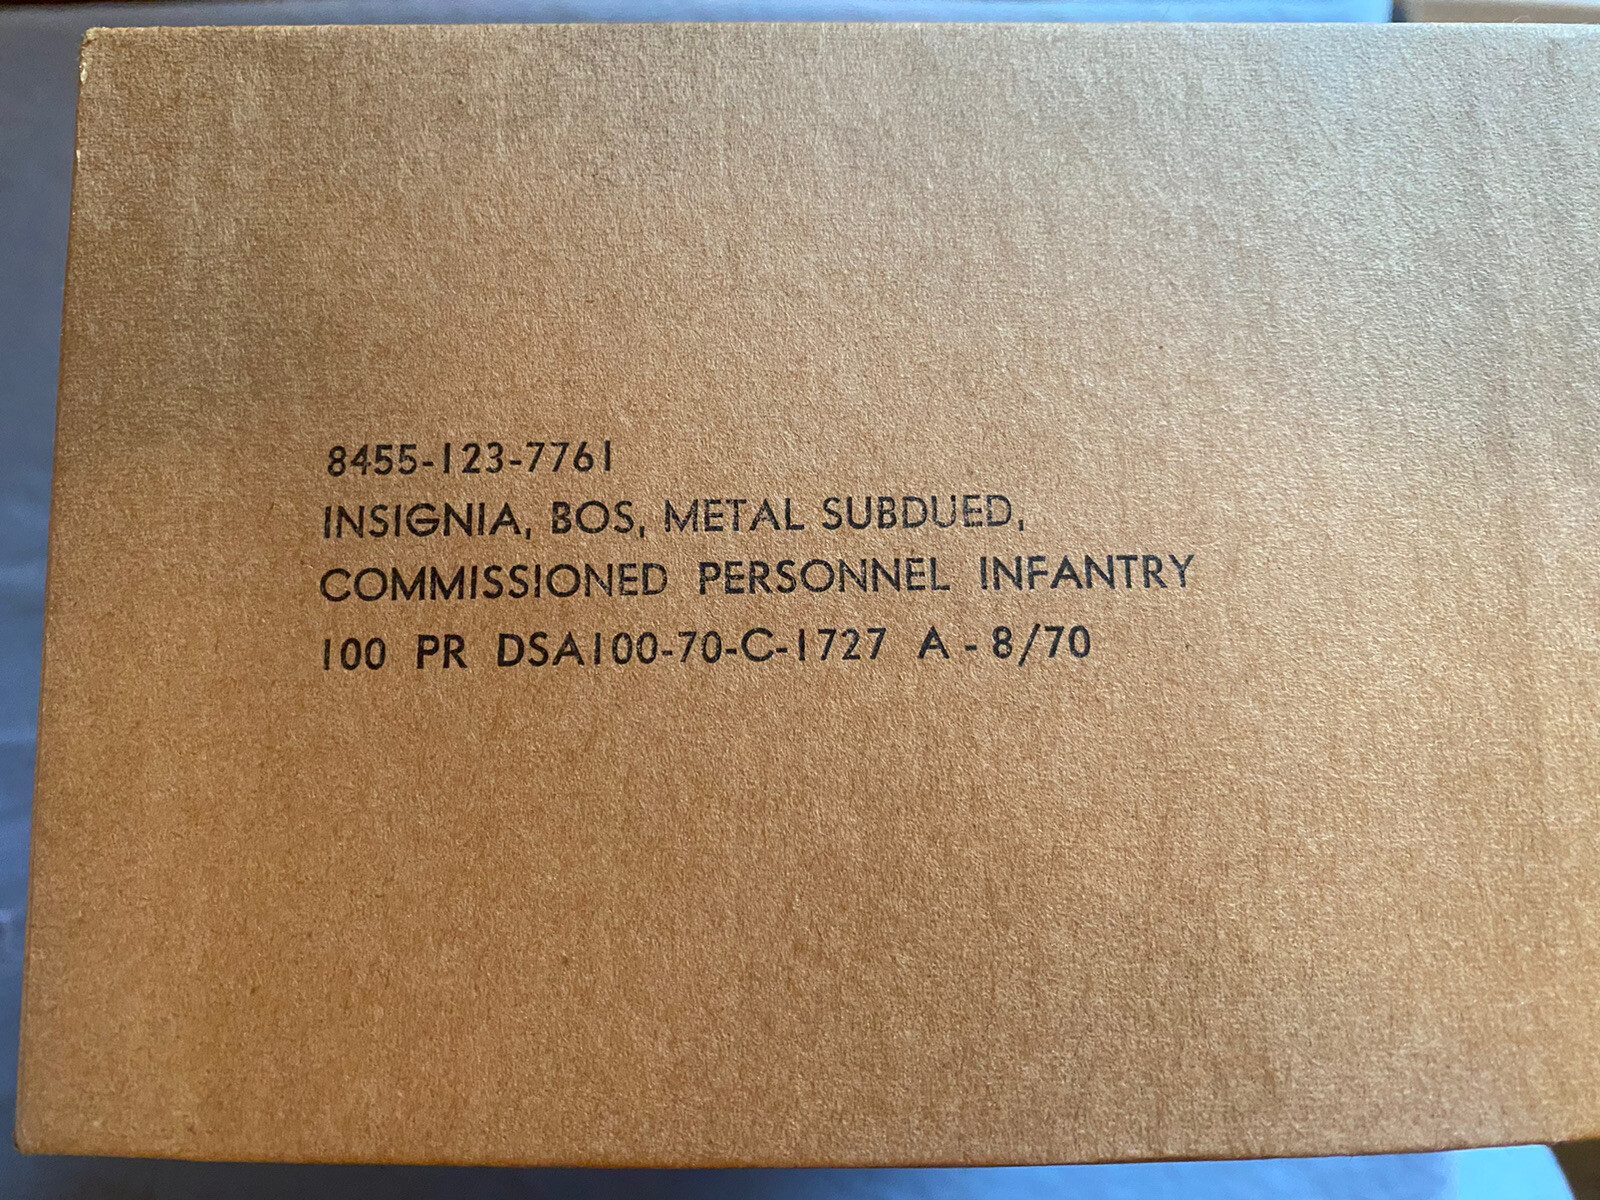 8455-123-7761
INSIGNIA, BOS, METAL SUBDUED,
COMMISSIONED PERSONNEL INFANTRY
100 PR DSA100-70-C-1727 A - 8/70